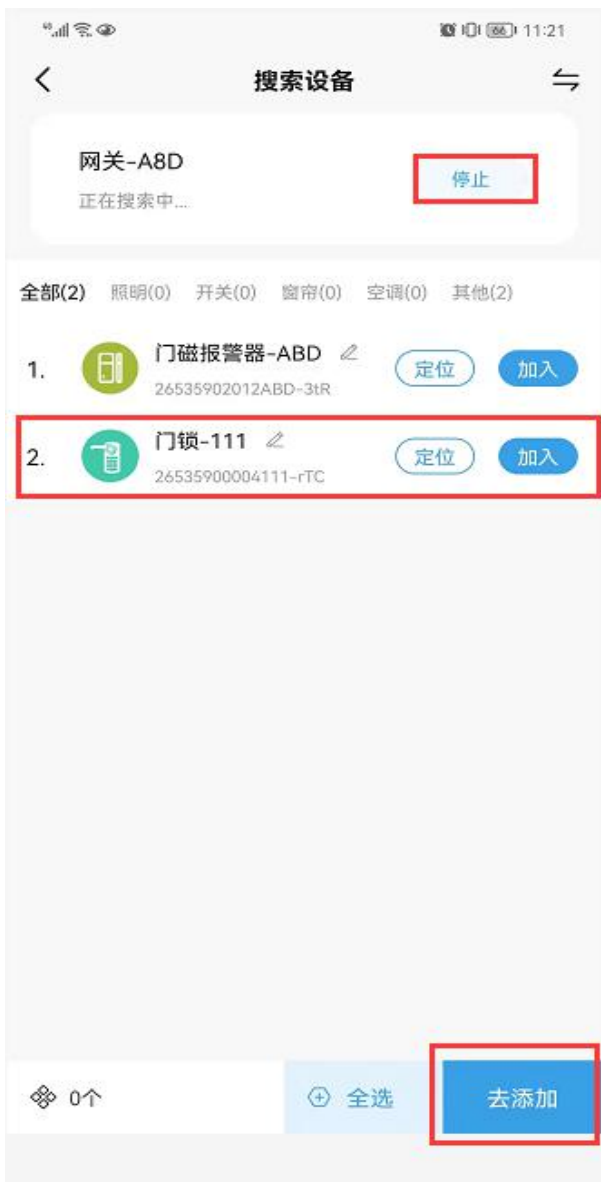 11:21
搜索设备
网关-A8D
停止
正在搜索中...
全部(2) 照明(0) 开关(0) 窗帘(0) 空调(0) 其他(2)
1. 门磁报警器-ABD 定位 加入
26535902012ABD-3tR
2. 门锁-111 定位 加入
26535900004111-rTC
0个 全选 去添加